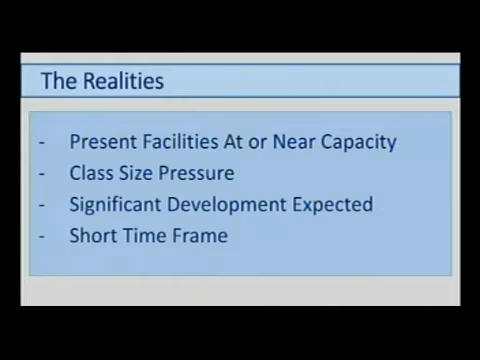 The Realities
- Present Facilities At or Near Capacity
- Class Size Pressure
- Significant Development Expected
- Short Time Frame